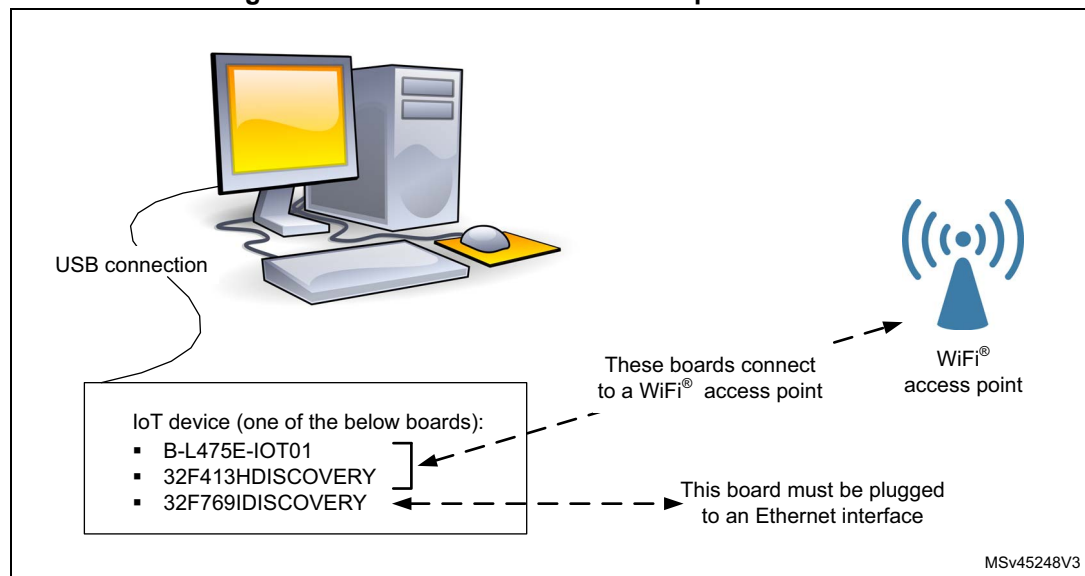 USB connection
These boards connect
to a WiFi® access point
WiFi®
access point
IoT device (one of the below boards):
▪ B-L475E-IOT01
▪ 32F413HDISCOVERY
▪ 32F769IDISCOVERY
This board must be plugged
to an Ethernet interface
MSv45248V3